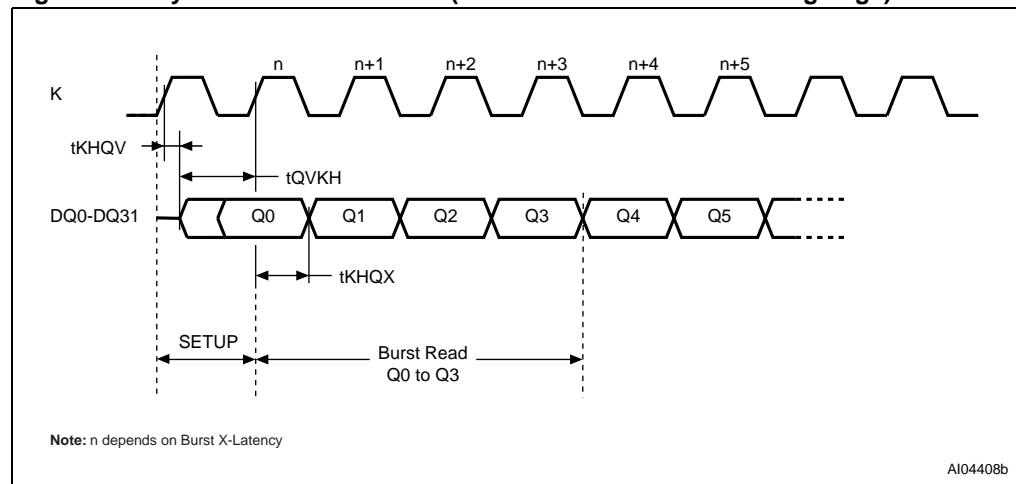 n n+1 n+2 n+3 n+4 n+5
K
tKHQV
tQVKH
DQ0-DQ31 Q0 Q1 Q2 Q3 Q4 Q5
tKHQX
SETUP
Burst Read
Q0 to Q3
Note: n depends on Burst X-Latency
AI04408b